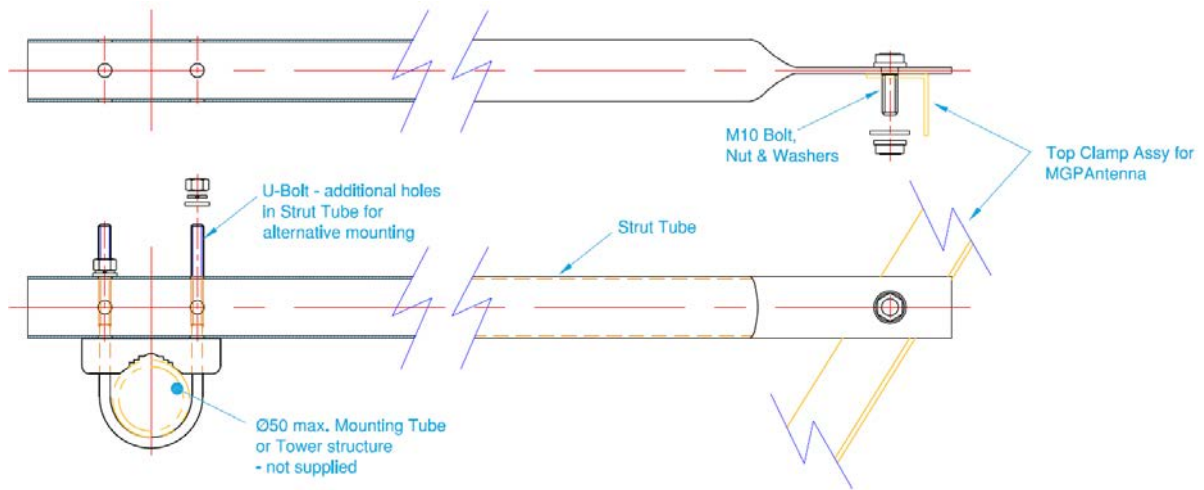 M10 Bolt,
Nut & Washers
Top Clamp Assy for
MGPAntenna
U-Bolt - additional holes
in Strut Tube for
alternative mounting
Strut Tube
Ø50 max. Mounting Tube
or Tower structure
- not supplied